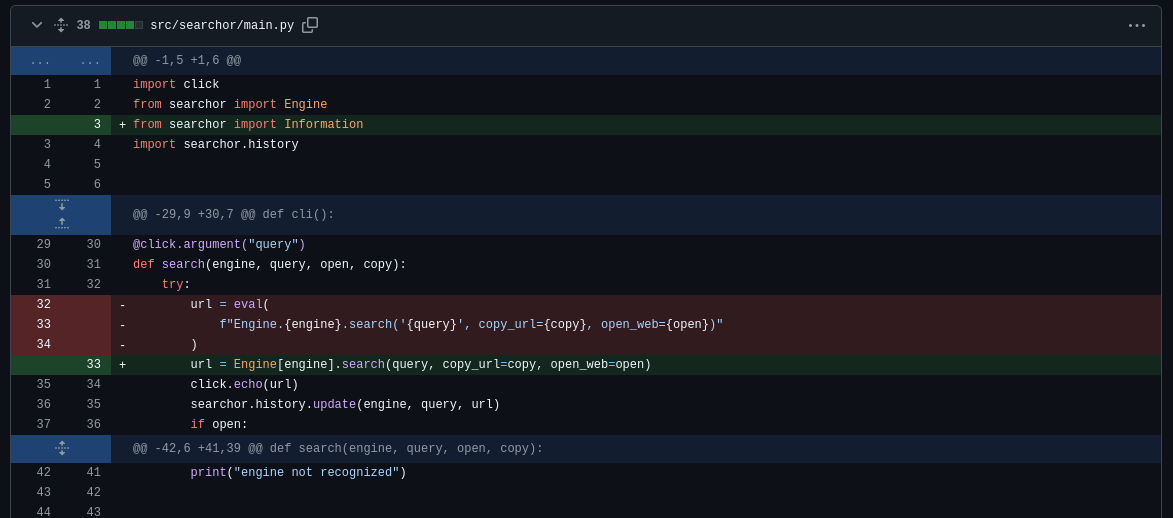 38 src/searchor/main.py ...
... ... @@ -1,5 +1,6 @@
1 1 import click
2 2 from searchor import Engine
3 + from searchor import Information
3 4 import searchor.history
4 5
5 6
@@ -29,9 +30,7 @@ def cli():
29 30 @click.argument("query")
30 31 def search(engine, query, open, copy):
31 32 try:
32 - url = eval(
33 - f"Engine.{engine}.search('{query}', copy_url={copy}, open_web={open})"
34 - )
33 + url = Engine[engine].search(query, copy_url=copy, open_web=open)
35 34 click.echo(url)
36 35 searchor.history.update(engine, query, url)
37 36 if open:
@@ -42,6 +41,39 @@ def search(engine, query, open, copy):
42 41 print("engine not recognized")
43 42
44 43